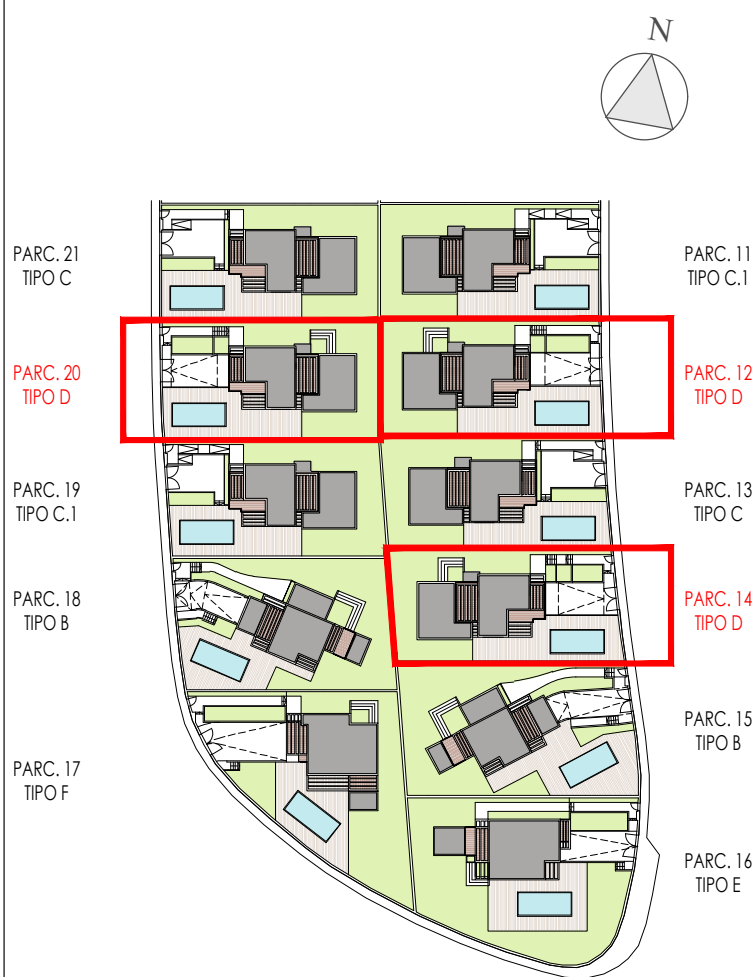 N
PARC. 21
TIPO C
PARC. 11
TIPO C.1
PARC. 20
TIPO D
PARC. 12
TIPO D
PARC. 19
TIPO C.1
PARC. 13
TIPO C
PARC. 18
TIPO B
PARC. 14
TIPO D
PARC. 17
TIPO F
PARC. 15
TIPO B
PARC. 16
TIPO E